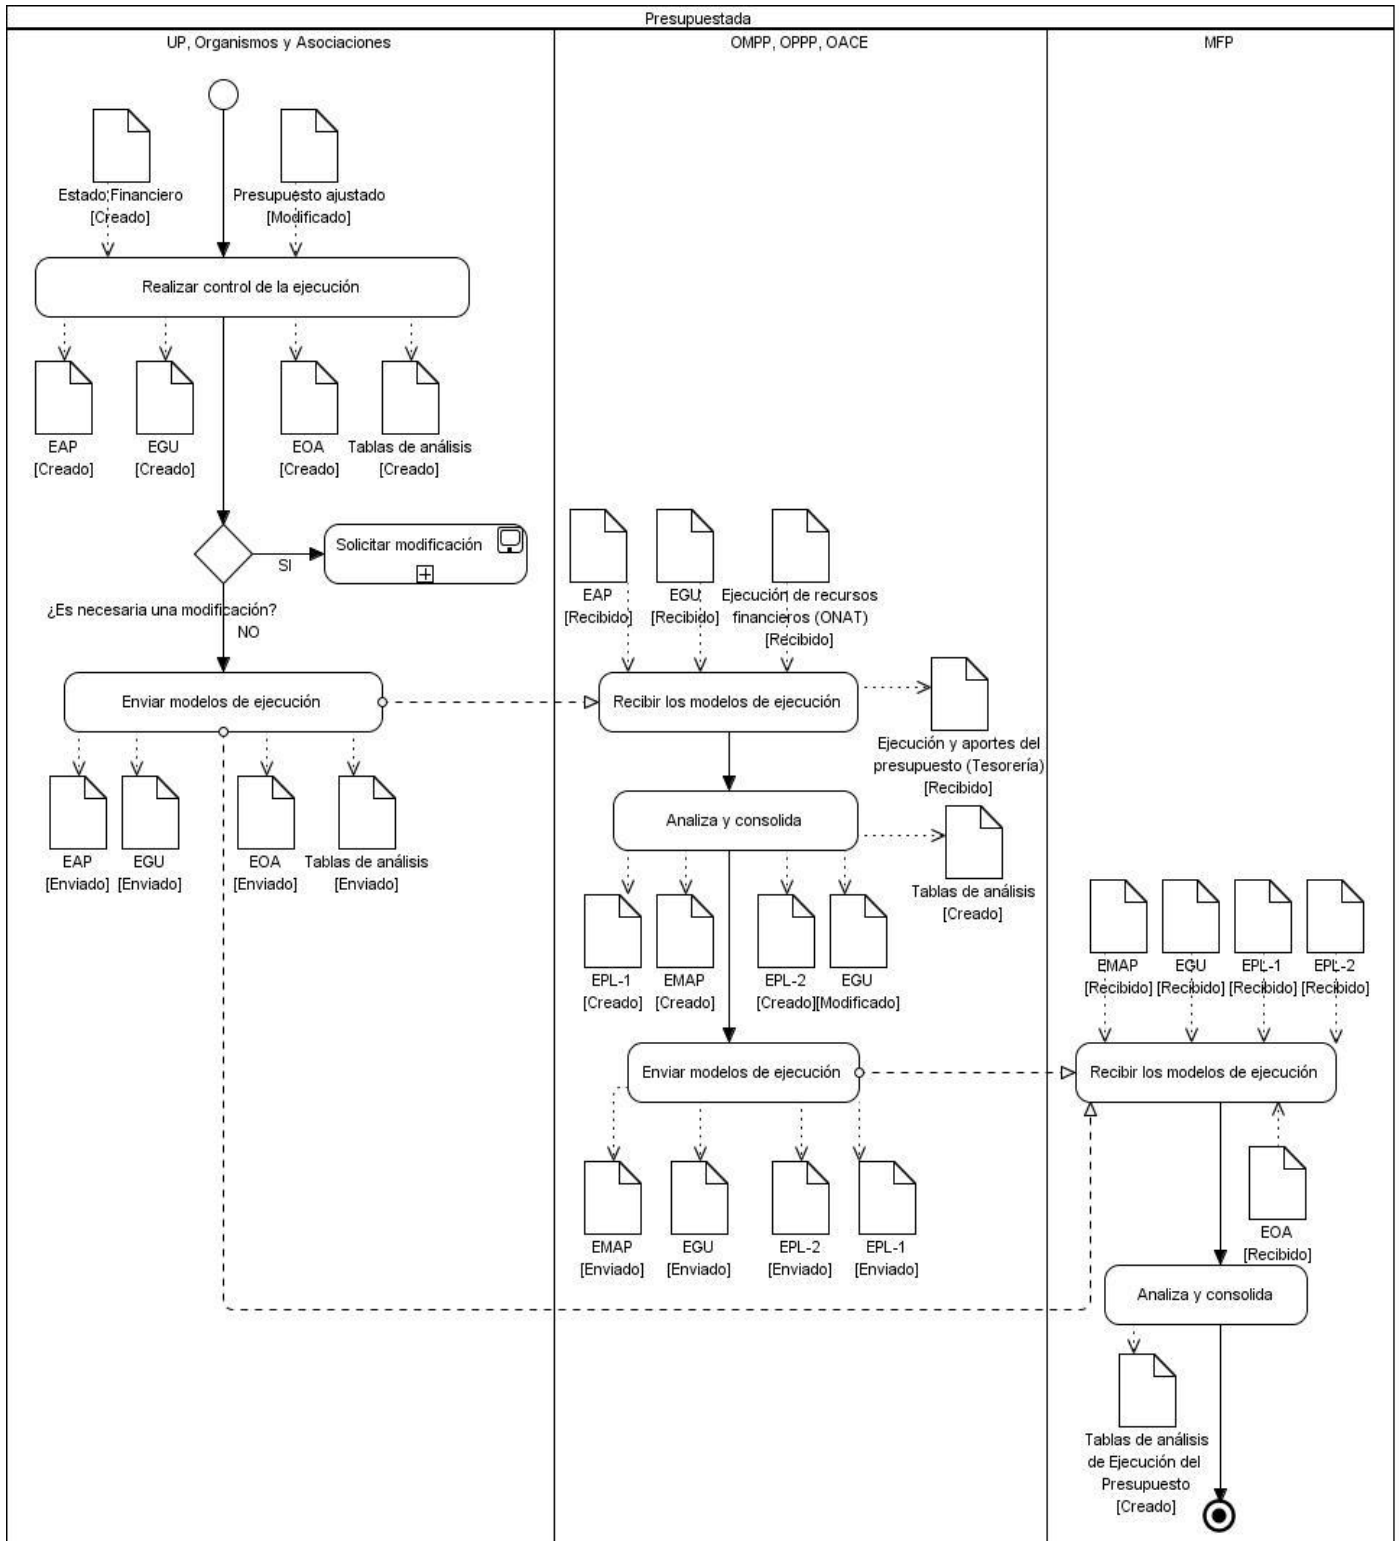 Presupuestada
UP, Organismos y Asociaciones
OMPP, OPPP, OACE
MFP
Estado Financiero
[Creado]
Presupuesto ajustado
[Modificado]
Realizar control de la ejecución
EAP
[Creado]
EGU
[Creado]
EOA
[Creado]
Tablas de análisis
[Creado]
Solicitar modificación
SI
¿Es necesaria una modificación?
NO
Enviar modelos de ejecución
EAP
[Enviado]
EGU
[Enviado]
EOA
[Enviado]
Tablas de análisis
[Enviado]
EAP
[Recibido]
EGU
[Recibido]
Ejecución de recursos
financieros (ONAT)
[Recibido]
Recibir los modelos de ejecución
Ejecución y aportes del
presupuesto (Tesorería)
[Recibido]
Analiza y consolida
Tablas de análisis
[Creado]
EPL-1
[Creado]
EMAP
[Creado]
EPL-2
[Creado]
EGU
[Modificado]
Enviar modelos de ejecución
EMAP
[Enviado]
EGU
[Enviado]
EPL-2
[Enviado]
EPL-1
[Enviado]
EMAP
[Recibido]
EGU
[Recibido]
EPL-1
[Recibido]
EPL-2
[Recibido]
Recibir los modelos de ejecución
EOA
[Recibido]
Analiza y consolida
Tablas de análisis
de Ejecución del
Presupuesto
[Creado]